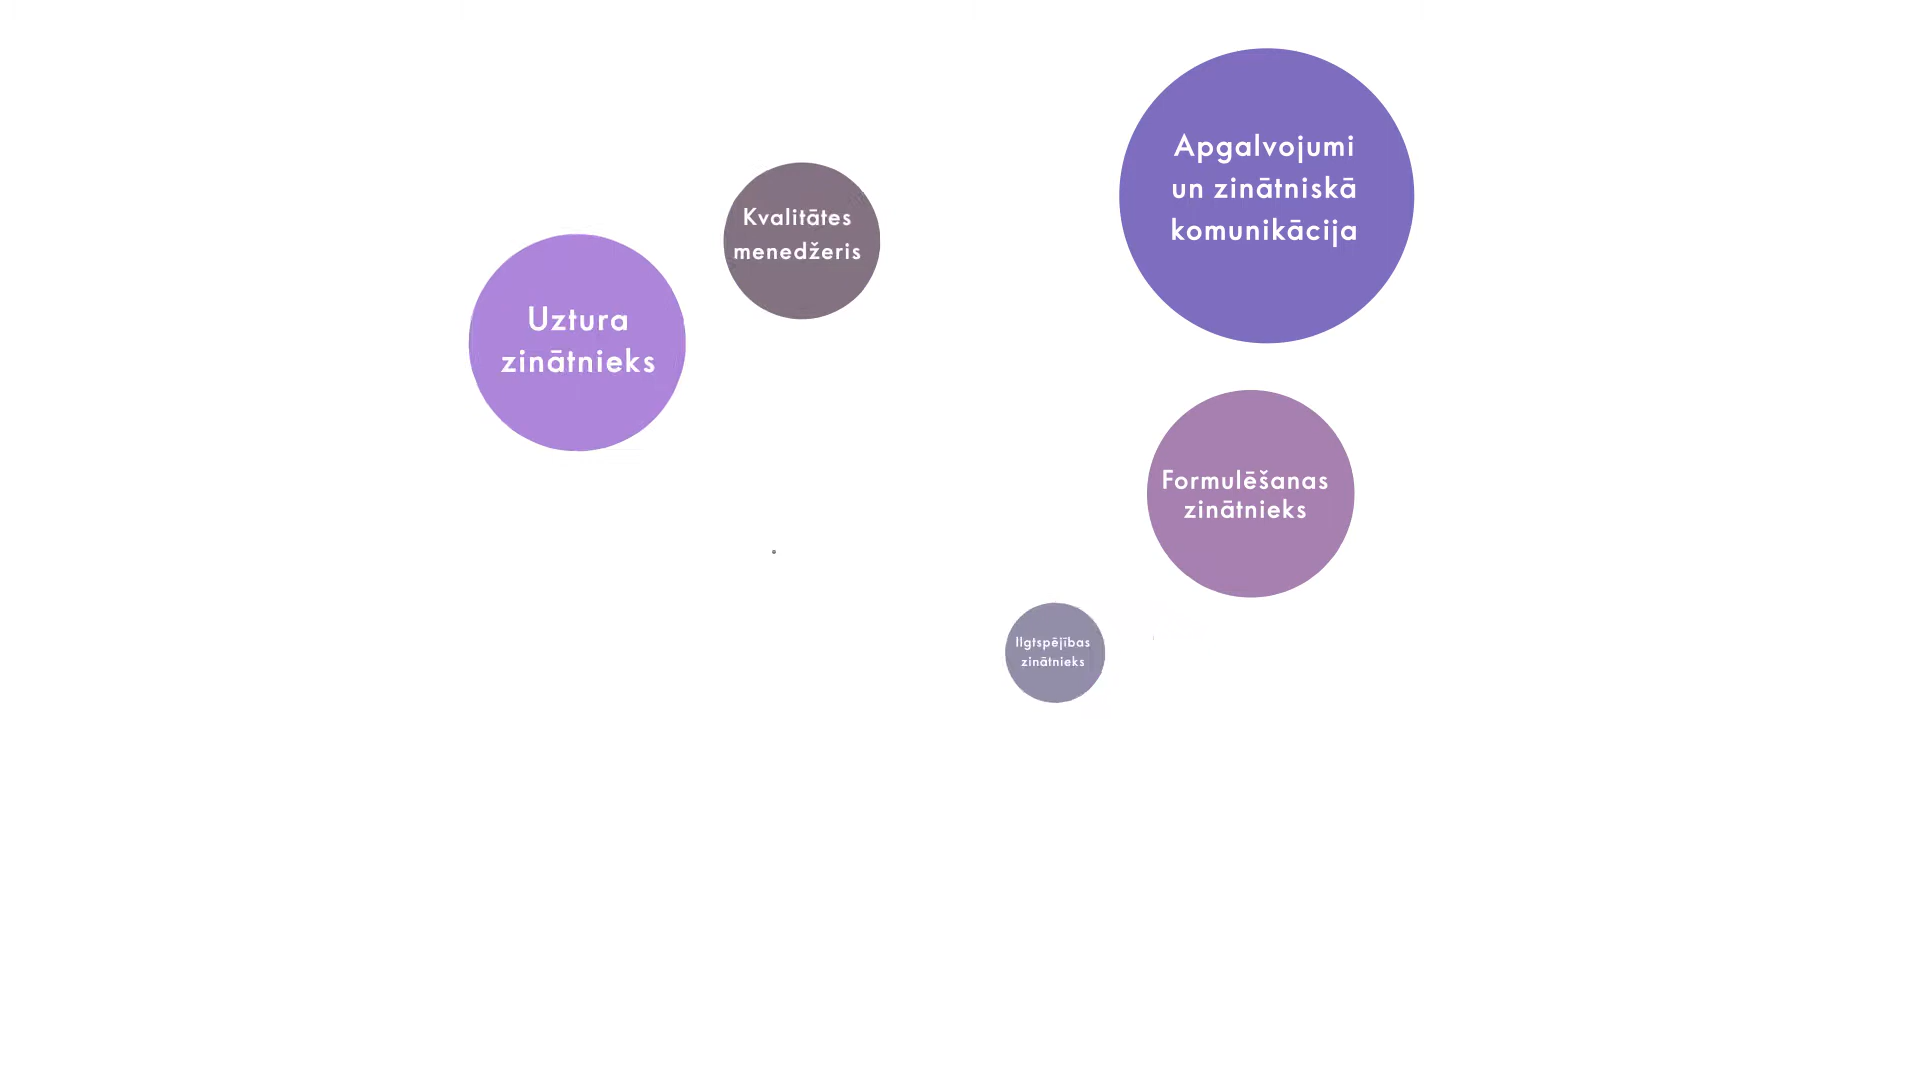 Apgalvojumi
un zinātniskā
komunikācija
Kvalitātes
menedžeris
Uztura
zinātnieks
Formulēšanas
zinātnieks
Ilgtspējības
zinātnieks